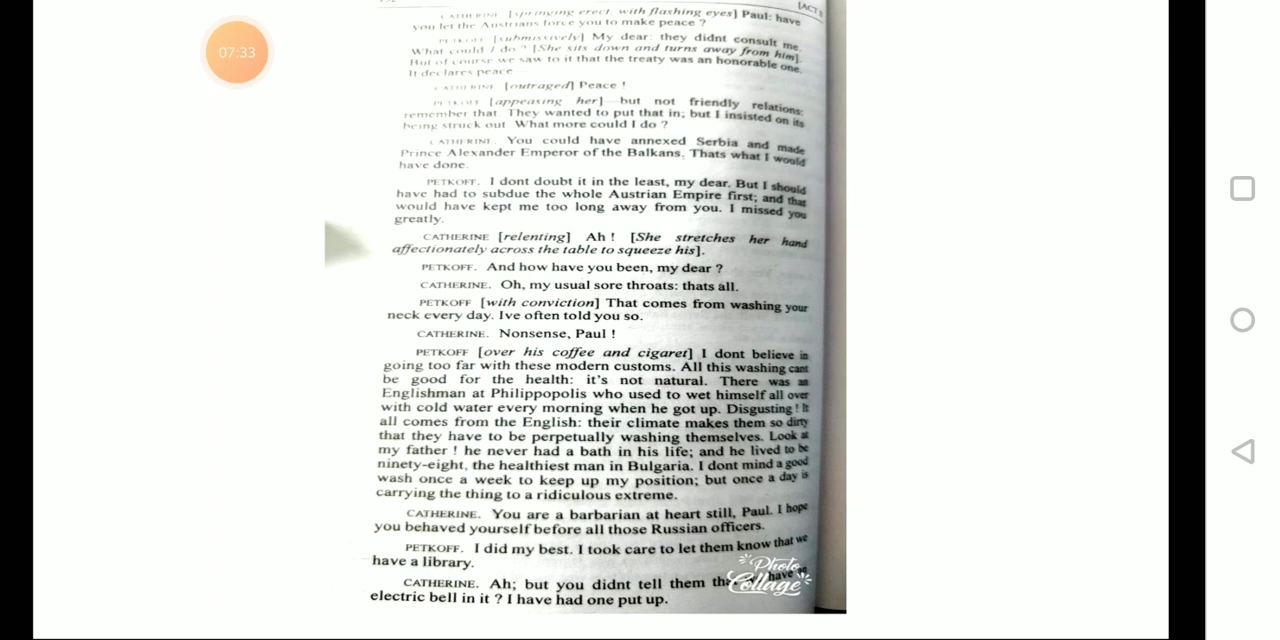 07:33
[ACT II
CATHERINE [springing erect, with flashing eyes] Paul: have
you let the Austrians force you to make peace ?
PETKOFF [submissively] My dear: they didnt consult me.
What could I do ? [She sits down and turns away from him].
But of course we saw to it that the treaty was an honorable one.
It declares peace—
CATHERINE [outraged] Peace !
PETKOFF [appeasing her]—but not friendly relations:
remember that. They wanted to put that in; but I insisted on its
being struck out. What more could I do ?
CATHERINE. You could have annexed Serbia and made
Prince Alexander Emperor of the Balkans. Thats what I would
have done.
PETKOFF. I dont doubt it in the least, my dear. But I should
have had to subdue the whole Austrian Empire first; and that
would have kept me too long away from you. I missed you
greatly.
CATHERINE [relenting] Ah ! [She stretches her hand
affectionately across the table to squeeze his].
PETKOFF. And how have you been, my dear ?
CATHERINE. Oh, my usual sore throats: thats all.
PETKOFF [with conviction] That comes from washing your
neck every day. Ive often told you so.
CATHERINE. Nonsense, Paul !
PETKOFF [over his coffee and cigaret] I dont believe in
going too far with these modern customs. All this washing cant
be good for the health: it's not natural. There was an
Englishman at Philippopolis who used to wet himself all over
with cold water every morning when he got up. Disgusting ! It
all comes from the English: their climate makes them so dirty
that they have to be perpetually washing themselves. Look at
my father ! he never had a bath in his life; and he lived to be
ninety-eight, the healthiest man in Bulgaria. I dont mind a good
wash once a week to keep up my position; but once a day is
carrying the thing to a ridiculous extreme.
CATHERINE. You are a barbarian at heart still, Paul. I hope
you behaved yourself before all those Russian officers.
PETKOFF. I did my best. I took care to let them know that we
have a library.
CATHERINE. Ah; but you didnt tell them have an
electric bell in it ? I have had one put up.
Photo
Collage